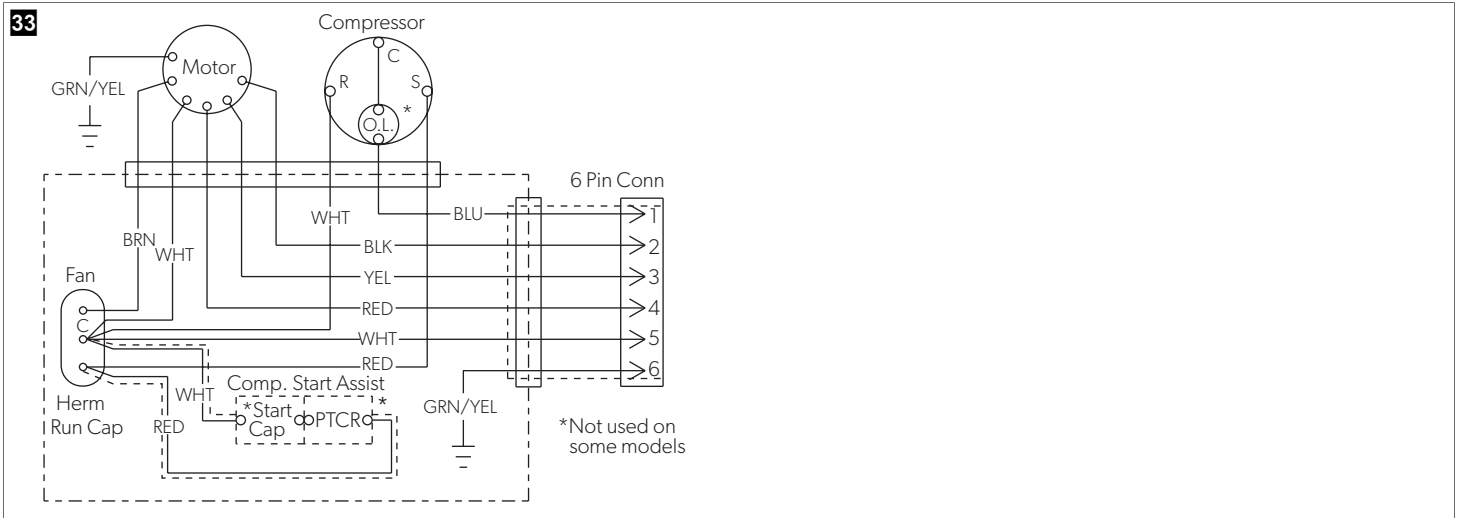 33
Compressor
Motor
C
R
S
*
O.L.
GRN/YEL
6 Pin Conn
WHT
BLU
1
BRN
WHT
BLK
2
Fan
YEL
3
C
RED
4
WHT
5
RED
6
WHT
Comp. Start Assist
Herm
Run Cap
RED
*Start
Cap
PTCR
*
GRN/YEL
*Not used on
some models